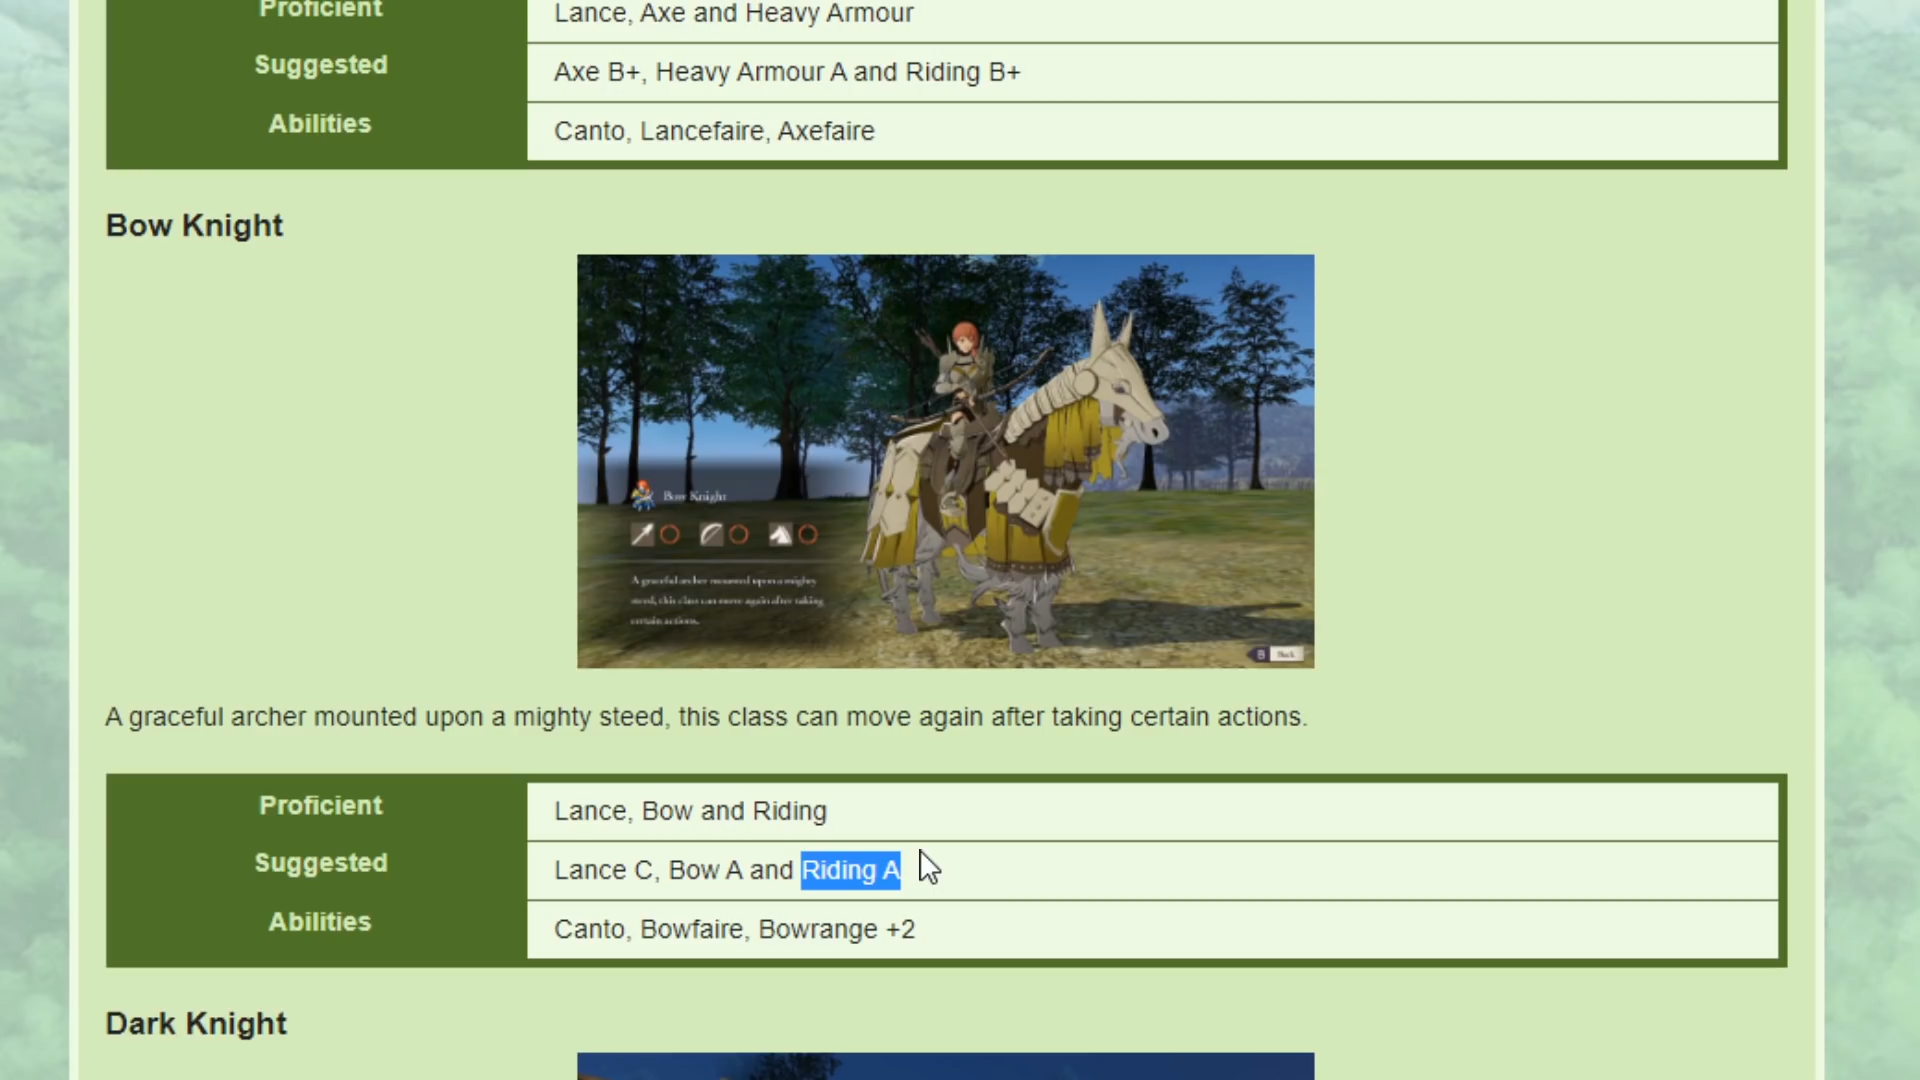 Proficient
Lance, Axe and Heavy Armour
Suggested
Axe B+, Heavy Armour A and Riding B+
Abilities
Canto, Lancefaire, Axefaire
Bow Knight
Bow Knight
A graceful archer mounted upon a mighty
steed, this class can move again after taking
certain actions.
B Back
A graceful archer mounted upon a mighty steed, this class can move again after taking certain actions.
Proficient
Lance, Bow and Riding
Suggested
Lance C, Bow A and Riding A
Abilities
Canto, Bowfaire, Bowrange +2
Dark Knight